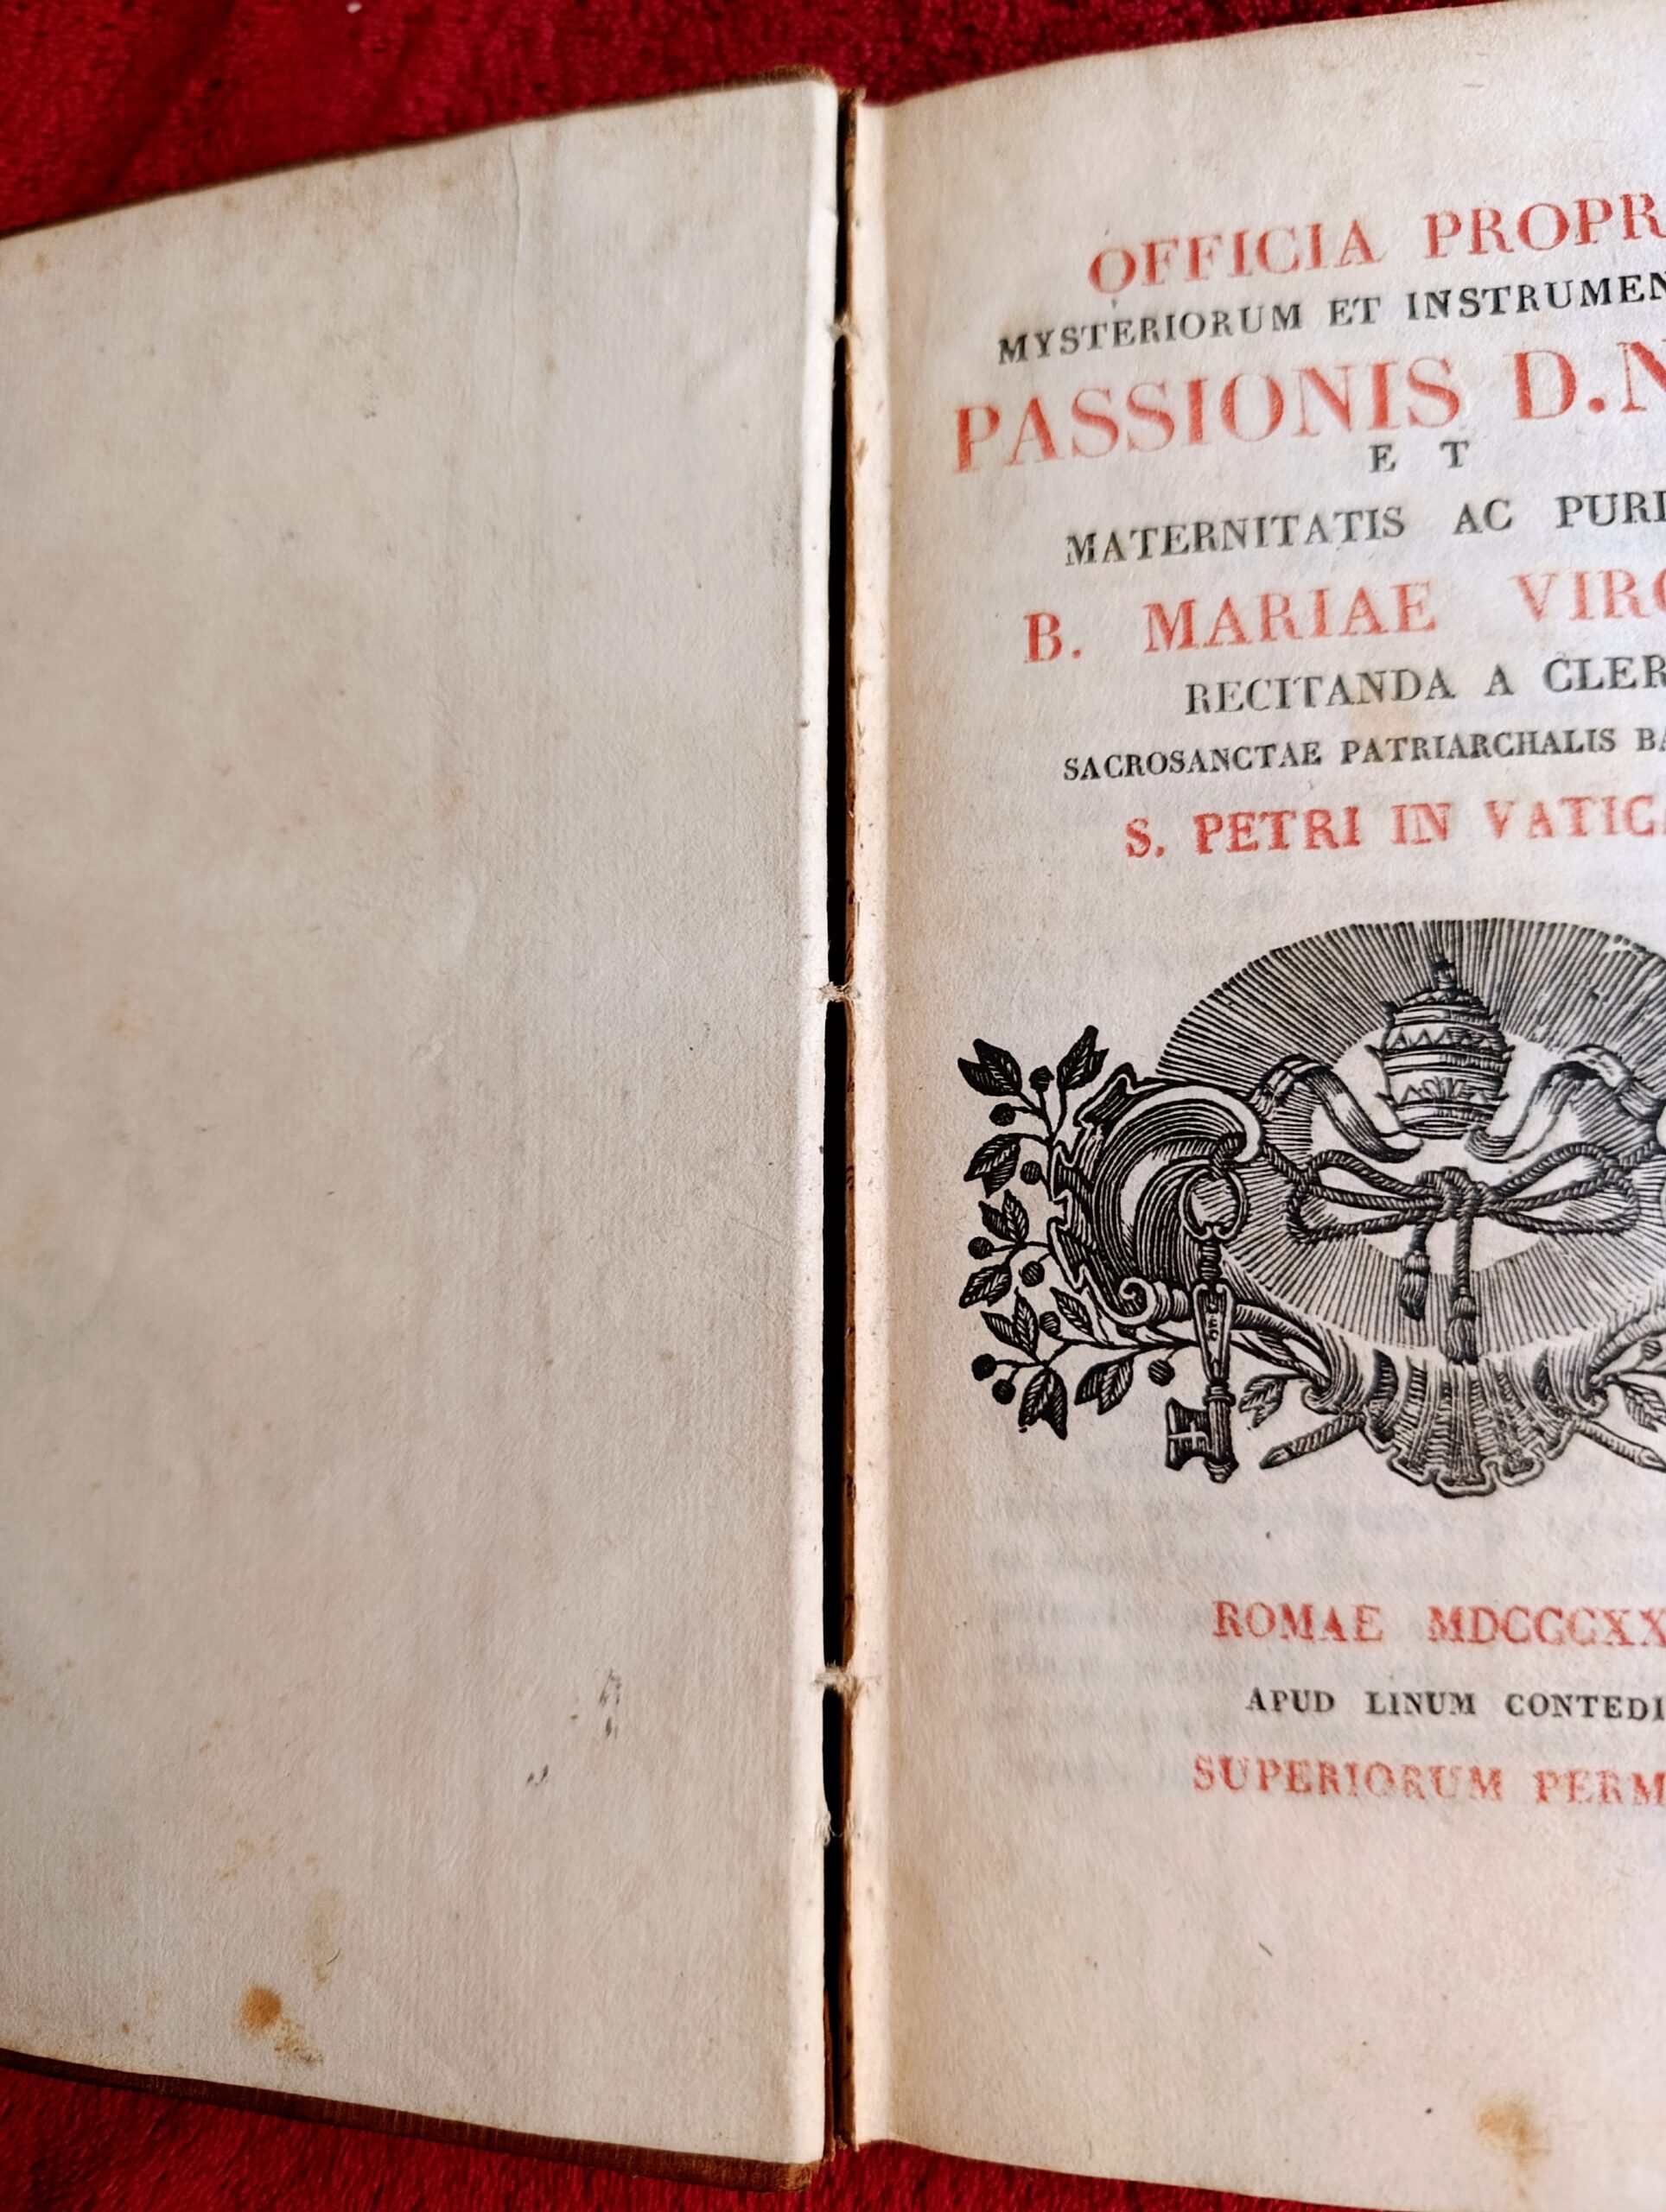 OFFICIA PROPR
MYSTERIORUM ET INSTRUMEN
PASSIONIS D.N
ET
MATERNITATIS AC PURI
B. MARIAE VIRG
RECITANDA A CLER
SACROSANCTAE PATRIARCHALIS BA
S. PETRI IN VATICA
ROMAE MDCCCXX
APUD LINUM CONTEDI
SUPERIORUM PERM